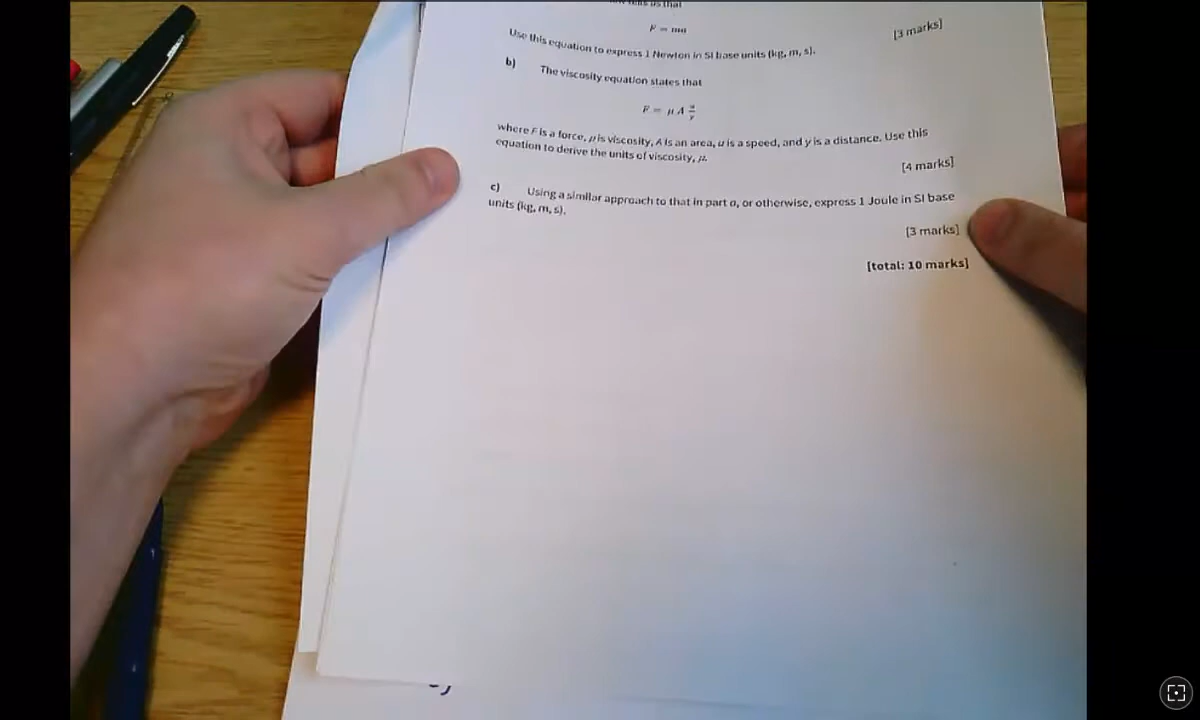 us that
F = ma
[3 marks]
Use this equation to express 1 Newton in SI base units (kg, m, s).
b) The viscosity equation states that
F = μ A u/y
where F is a force, μ is viscosity, A is an area, u is a speed, and y is a distance. Use this
equation to derive the units of viscosity, μ.
[4 marks]
c) Using a similar approach to that in part a, or otherwise, express 1 Joule in SI base
units (kg, m, s).
[3 marks]
[total: 10 marks]